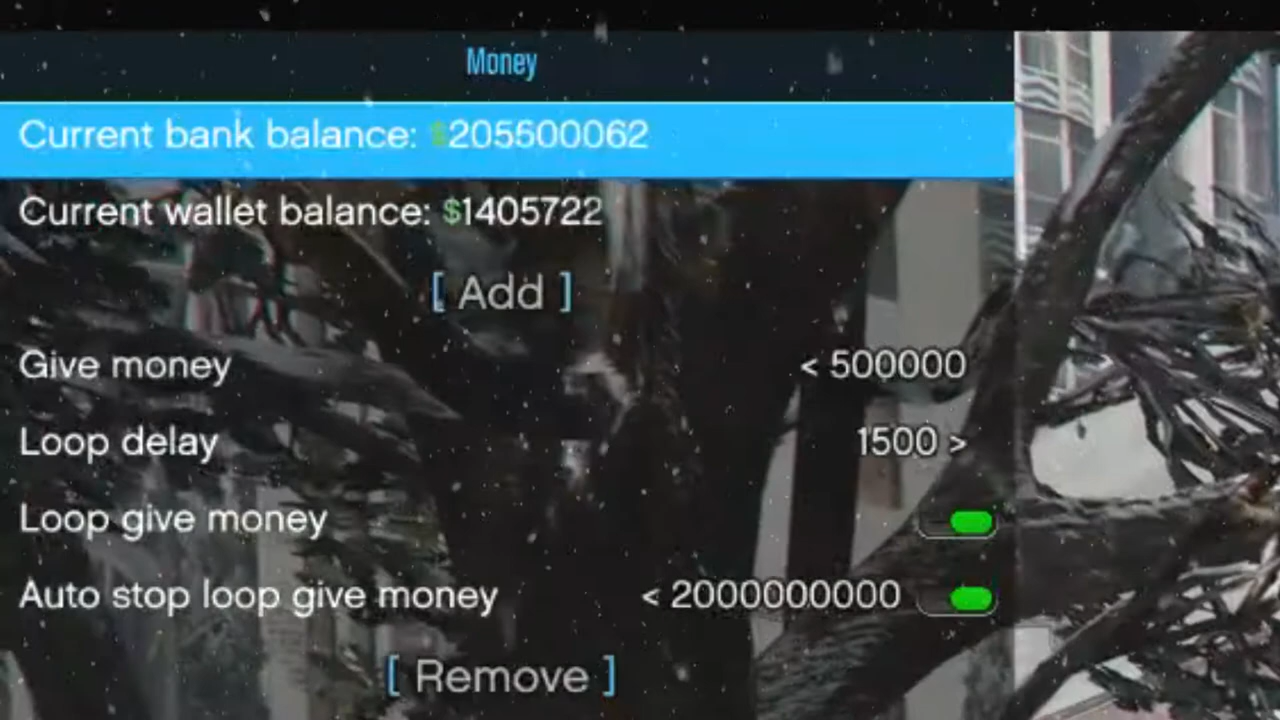 Money
Current bank balance: $205500062
Current wallet balance: $1405722
[ Add ]
Give money < 500000
Loop delay 1500 >
Loop give money
Auto stop loop give money < 2000000000
[ Remove ]